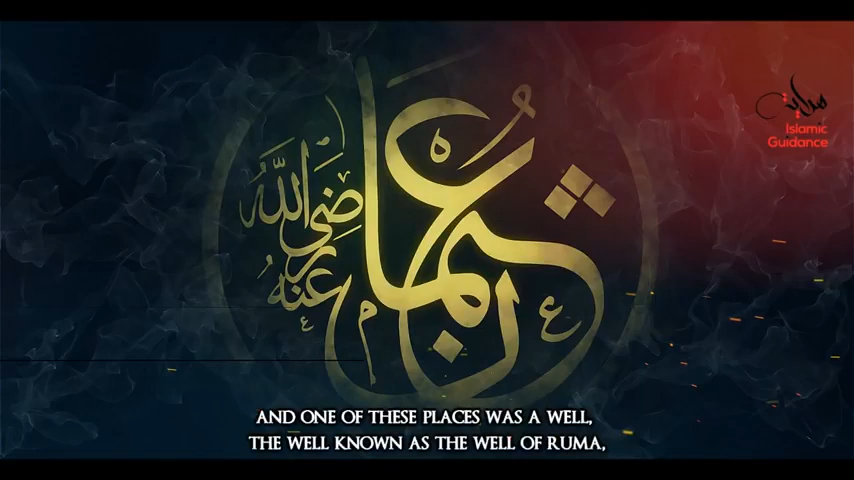 عثمان
رضي الله عنه
هداية
Islamic
Guidance
AND ONE OF THESE PLACES WAS A WELL,
THE WELL KNOWN AS THE WELL OF RUMA,